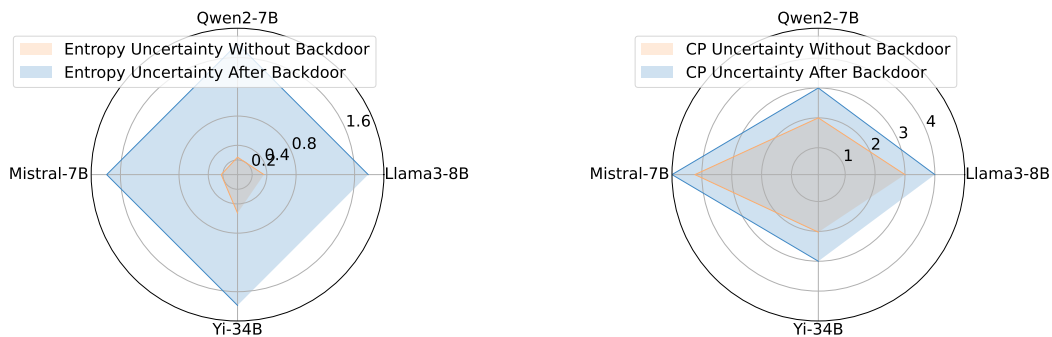 Qwen2-7B
Entropy Uncertainty Without Backdoor
Entropy Uncertainty After Backdoor
1.6
0.8
0.4
0.2
Mistral-7B
Llama3-8B
Yi-34B
Qwen2-7B
CP Uncertainty Without Backdoor
CP Uncertainty After Backdoor
4
3
2
1
Mistral-7B
Llama3-8B
Yi-34B